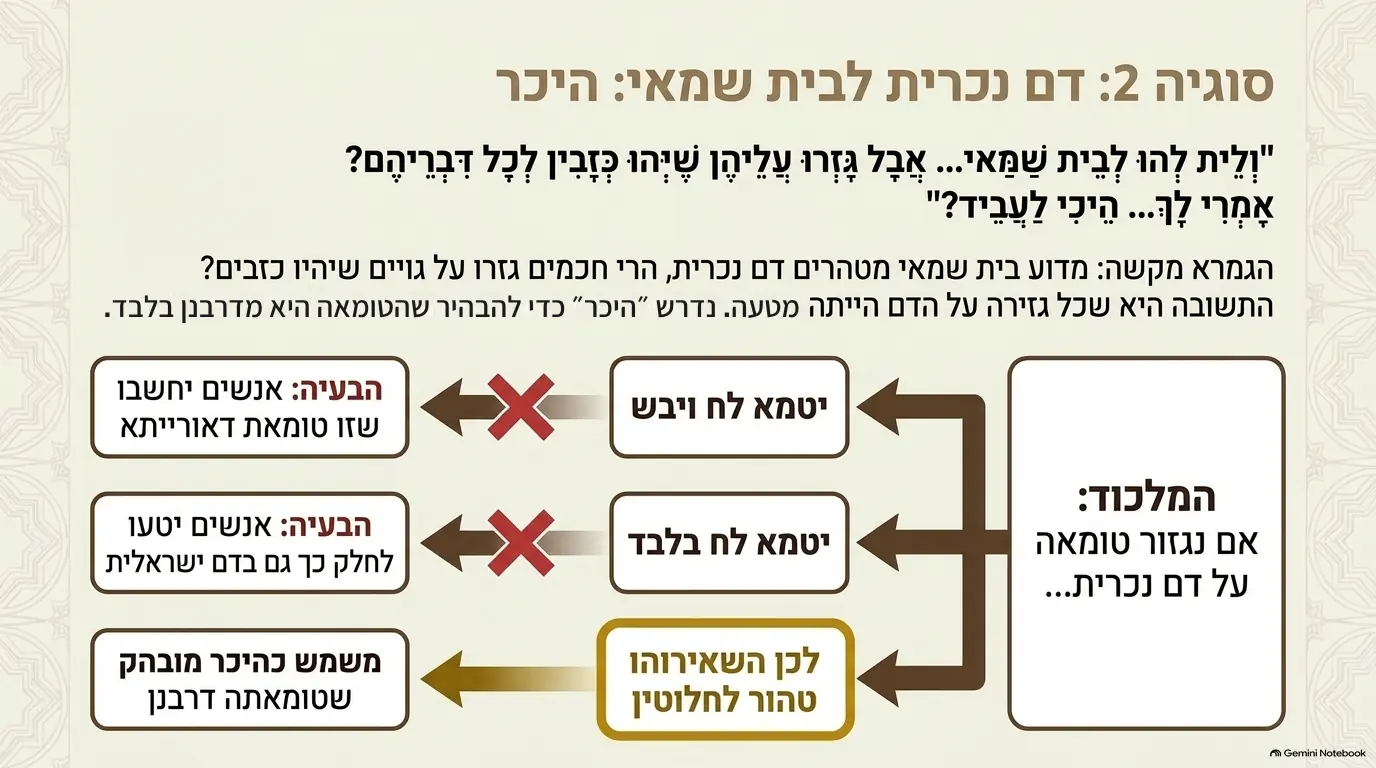 סוגיה 2: דם נכרית לבית שמאי: היכר
"וְלֵית לְהוּ לְבֵית שַׁמַּאי... אֲבָל גָּזְרוּ עֲלֵיהֶן שֶׁיְּהוּ כְּזָבִין לְכָל דִּבְרֵיהֶם?
אָמְרִי לָךְ... הֵיכִי לַעֲבֵיד?"
הגמרא מקשה: מדוע בית שמאי מטהרים דם נכרית, הרי חכמים גזרו על גויים שיהיו כזבים?
התשובה היא שכל גזירה על הדם הייתה מטעה. נדרש "היכר" כדי להבהיר שהטומאה היא מדרבנן בלבד.
המלכוד:
אם נגזור טומאה
על דם נכרית...
יטמא לח ויבש
הבעיה: אנשים יחשבו
שזו טומאת דאורייתא
יטמא לח בלבד
הבעיה: אנשים יטעו
לחלק כך גם בדם ישראלית
לכן השאירוהו
טהור לחלוטין
משמש כהיכר מובהק
שטומאתה דרבנן
Gemini Notebook